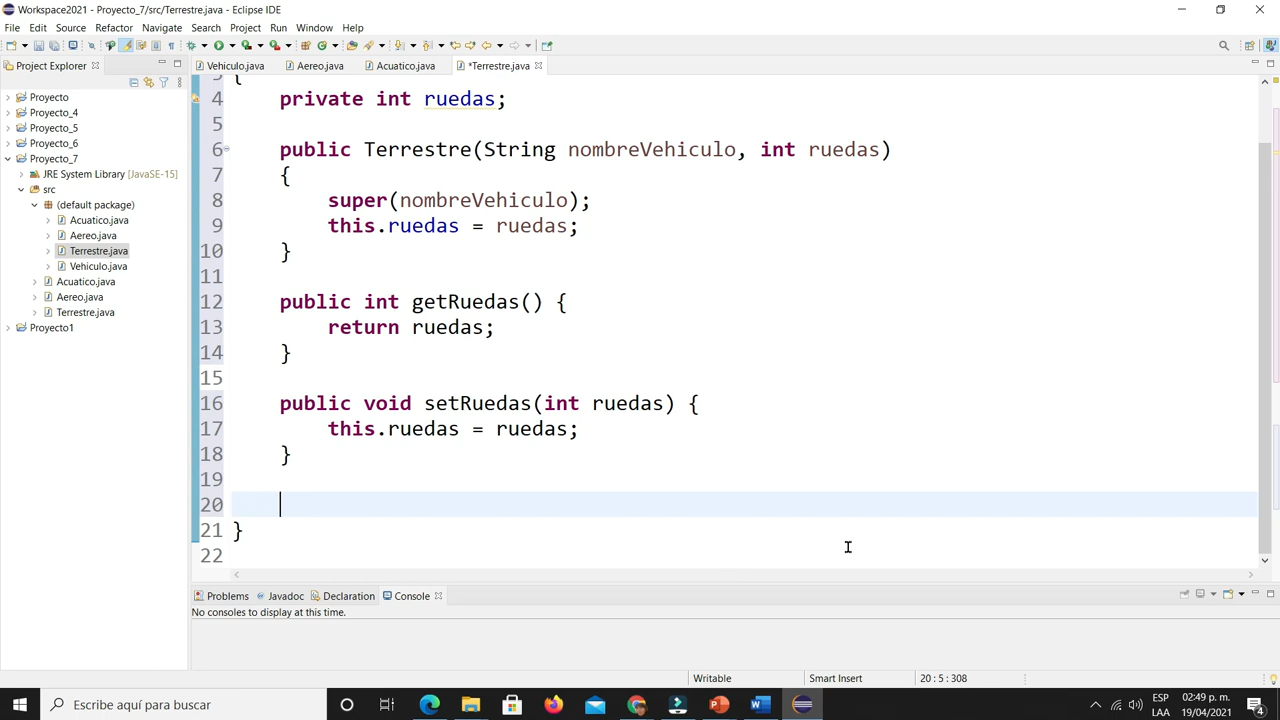 Workspace2021 - Proyecto_7/src/Terrestre.java - Eclipse IDE
File Edit Source Refactor Navigate Search Project Run Window Help
Project Explorer
Vehiculo.java Aereo.java Acuatico.java *Terrestre.java
Proyecto
Proyecto_4
Proyecto_5
Proyecto_6
Proyecto_7
JRE System Library [JavaSE-15]
src
(default package)
Acuatico.java
Aereo.java
Terrestre.java
Vehiculo.java
Acuatico.java
Aereo.java
Terrestre.java
Proyecto1
3 {
4 private int ruedas;
5
6 public Terrestre(String nombreVehiculo, int ruedas)
7 {
8 super(nombreVehiculo);
9 this.ruedas = ruedas;
10 }
11
12 public int getRuedas() {
13 return ruedas;
14 }
15
16 public void setRuedas(int ruedas) {
17 this.ruedas = ruedas;
18 }
19
20
21 }
22
Problems Javadoc Declaration Console
No consoles to display at this time.
Writable Smart Insert 20 : 5 : 308
Escribe aquí para buscar
ESP
LAA
02:49 p. m.
19/04/2021
4